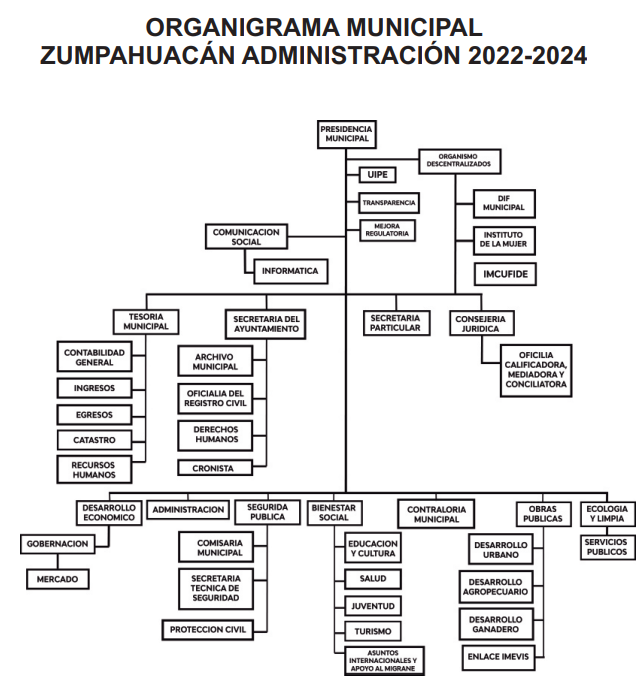 ORGANIGRAMA MUNICIPAL
ZUMPAHUACÁN ADMINISTRACIÓN 2022-2024
PRESIDENCIA
MUNICIPAL
ORGANISMO
DESCENTRALIZADOS
UIPE
TRANSPARENCIA
MEJORA
REGULATORIA
DIF
MUNICIPAL
INSTITUTO
DE LA MUJER
IMCUFIDE
COMUNICACION
SOCIAL
INFORMATICA
TESORIA
MUNICIPAL
SECRETARIA DEL
AYUNTAMIENTO
SECRETARIA
PARTICULAR
CONSEJERIA
JURIDICA
CONTABILIDAD
GENERAL
INGRESOS
EGRESOS
CATASTRO
RECURSOS
HUMANOS
ARCHIVO
MUNICIPAL
OFICIALIA DEL
REGISTRO CIVIL
DERECHOS
HUMANOS
CRONISTA
OFICILIA
CALIFICADORA,
MEDIADORA Y
CONCILIATORA
DESARROLLO
ECONOMICO
ADMINISTRACION
SEGURIDA
PUBLICA
BIENESTAR
SOCIAL
CONTRALORIA
MUNICIPAL
OBRAS
PUBLICAS
ECOLOGIA
Y LIMPIA
GOBERNACION
MERCADO
COMISARIA
MUNICIPAL
SECRETARIA
TECNICA DE
SEGURIDAD
PROTECCION CIVIL
EDUCACION
Y CULTURA
SALUD
JUVENTUD
TURISMO
ASUNTOS
INTERNACIONALES Y
APOYO AL MIGRANE
DESARROLLO
URBANO
DESARROLLO
AGROPECUARIO
DESARROLLO
GANADERO
ENLACE IMEVIS
SERVICIOS
PUBLICOS